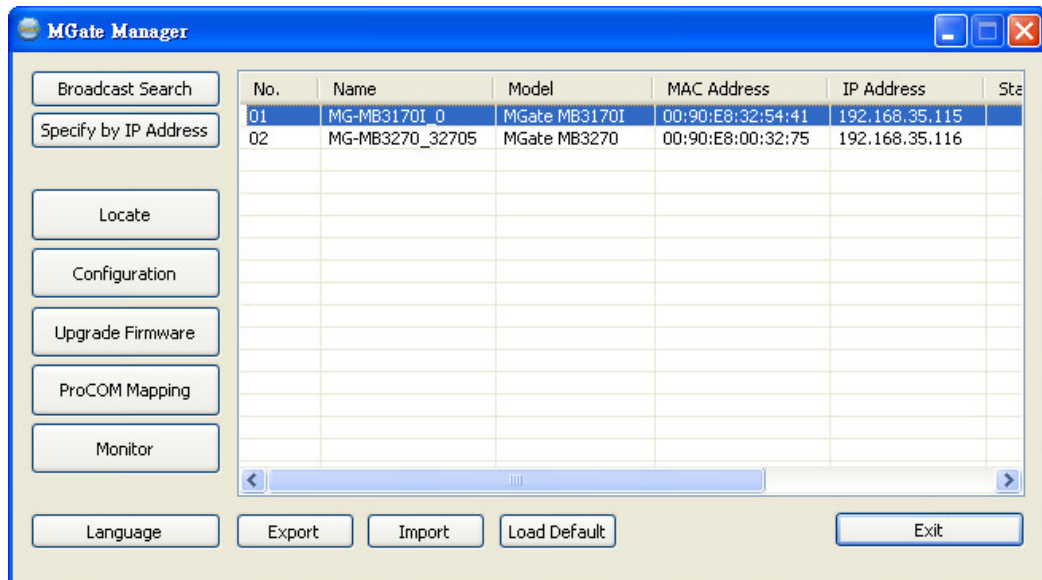 MGate Manager
Broadcast Search
Specify by IP Address
Locate
Configuration
Upgrade Firmware
ProCOM Mapping
Monitor
Language
No. Name Model MAC Address IP Address Sta
01 MG-MB3170I_0 MGate MB3170I 00:90:E8:32:54:41 192.168.35.115
02 MG-MB3270_32705 MGate MB3270 00:90:E8:00:32:75 192.168.35.116
Export Import Load Default Exit